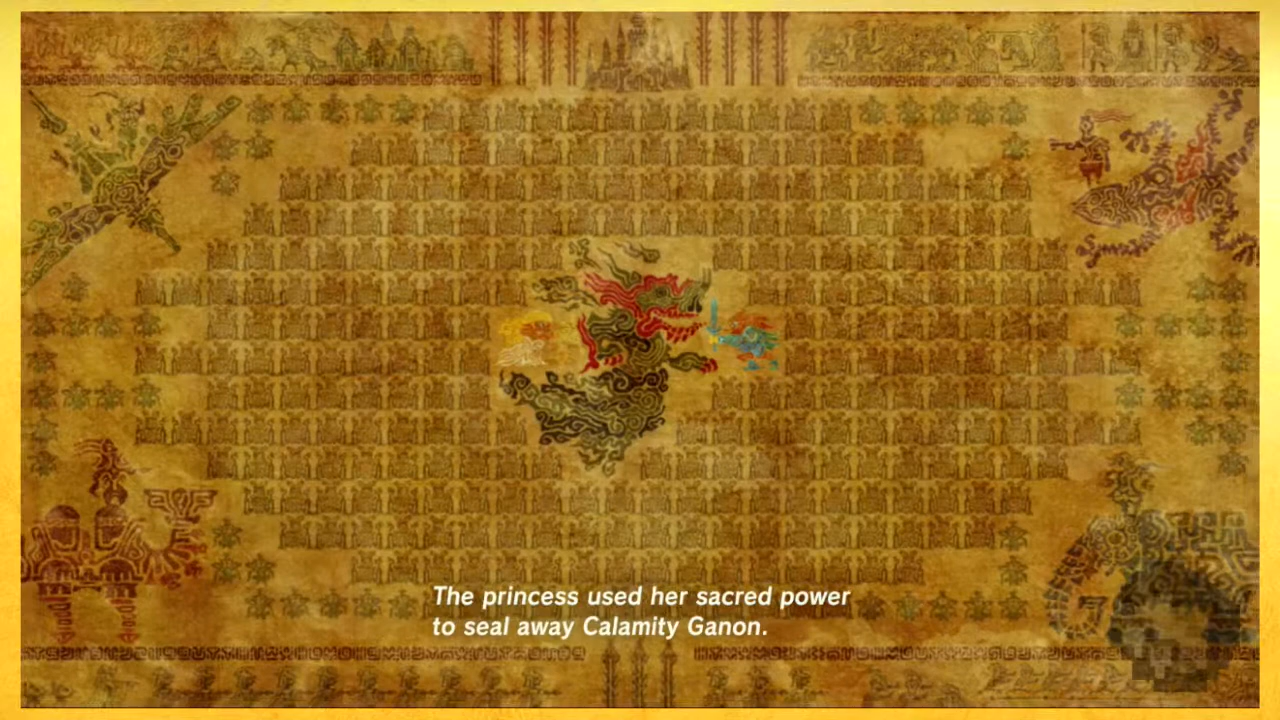 The princess used her sacred power
to seal away Calamity Ganon.